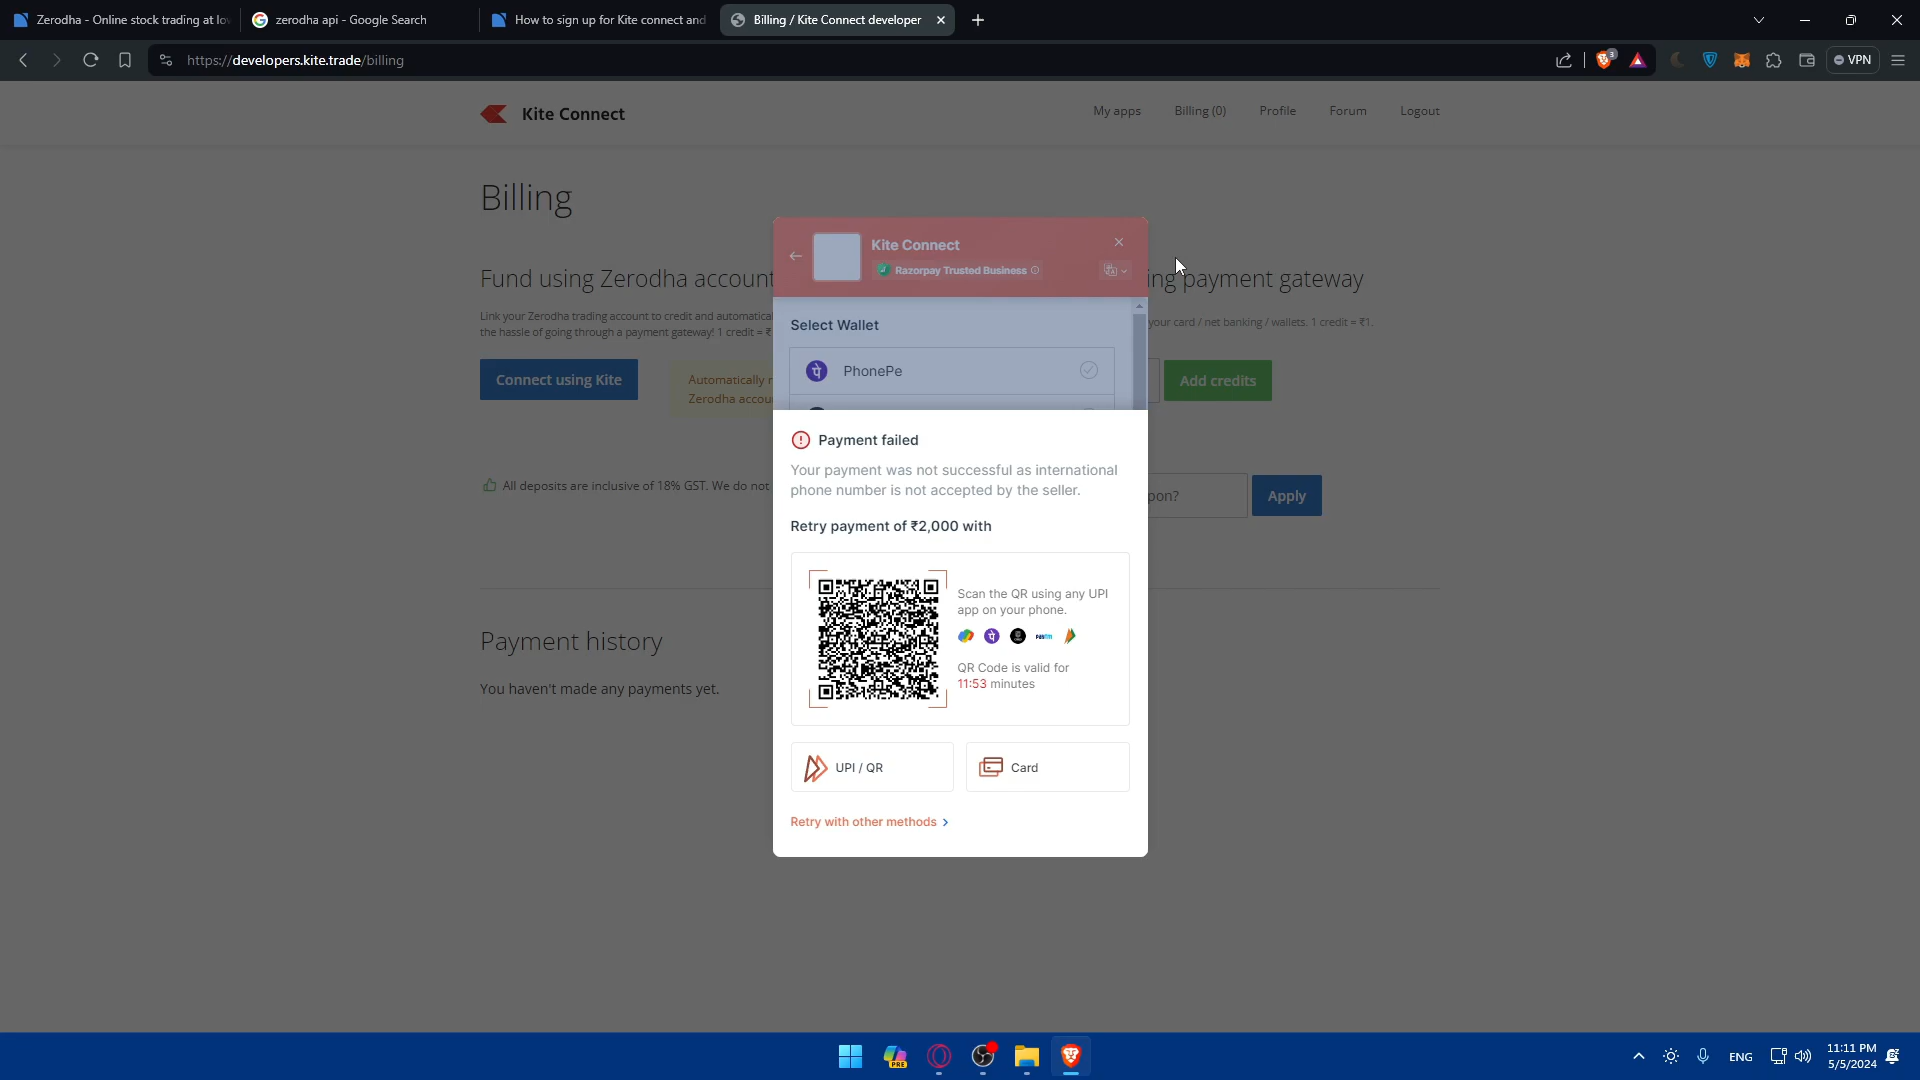 Zerodha - Online stock trading at lo
zerodha api - Google Search
How to sign up for Kite connect and
Billing / Kite Connect developer
https://developers.kite.trade/billing
3
VPN
Kite Connect
My apps
Billing (0)
Profile
Forum
Logout
Billing
Fund using Zerodha account
ing payment gateway
Link your Zerodha trading account to credit and automatica
the hassle of going through a payment gateway! 1 credit = ₹
your card / net banking / wallets. 1 credit = ₹1.
Connect using Kite
Automatically r
Zerodha accou
Add credits
All deposits are inclusive of 18% GST. We do not
pon?
Apply
Payment history
You haven't made any payments yet.
Kite Connect
Razorpay Trusted Business
Select Wallet
PhonePe
Payment failed
Your payment was not successful as international
phone number is not accepted by the seller.
Retry payment of ₹2,000 with
Scan the QR using any UPI
app on your phone.
paytm
QR Code is valid for
11:53 minutes
UPI / QR
Card
Retry with other methods
PRE
ENG
11:11 PM
5/5/2024